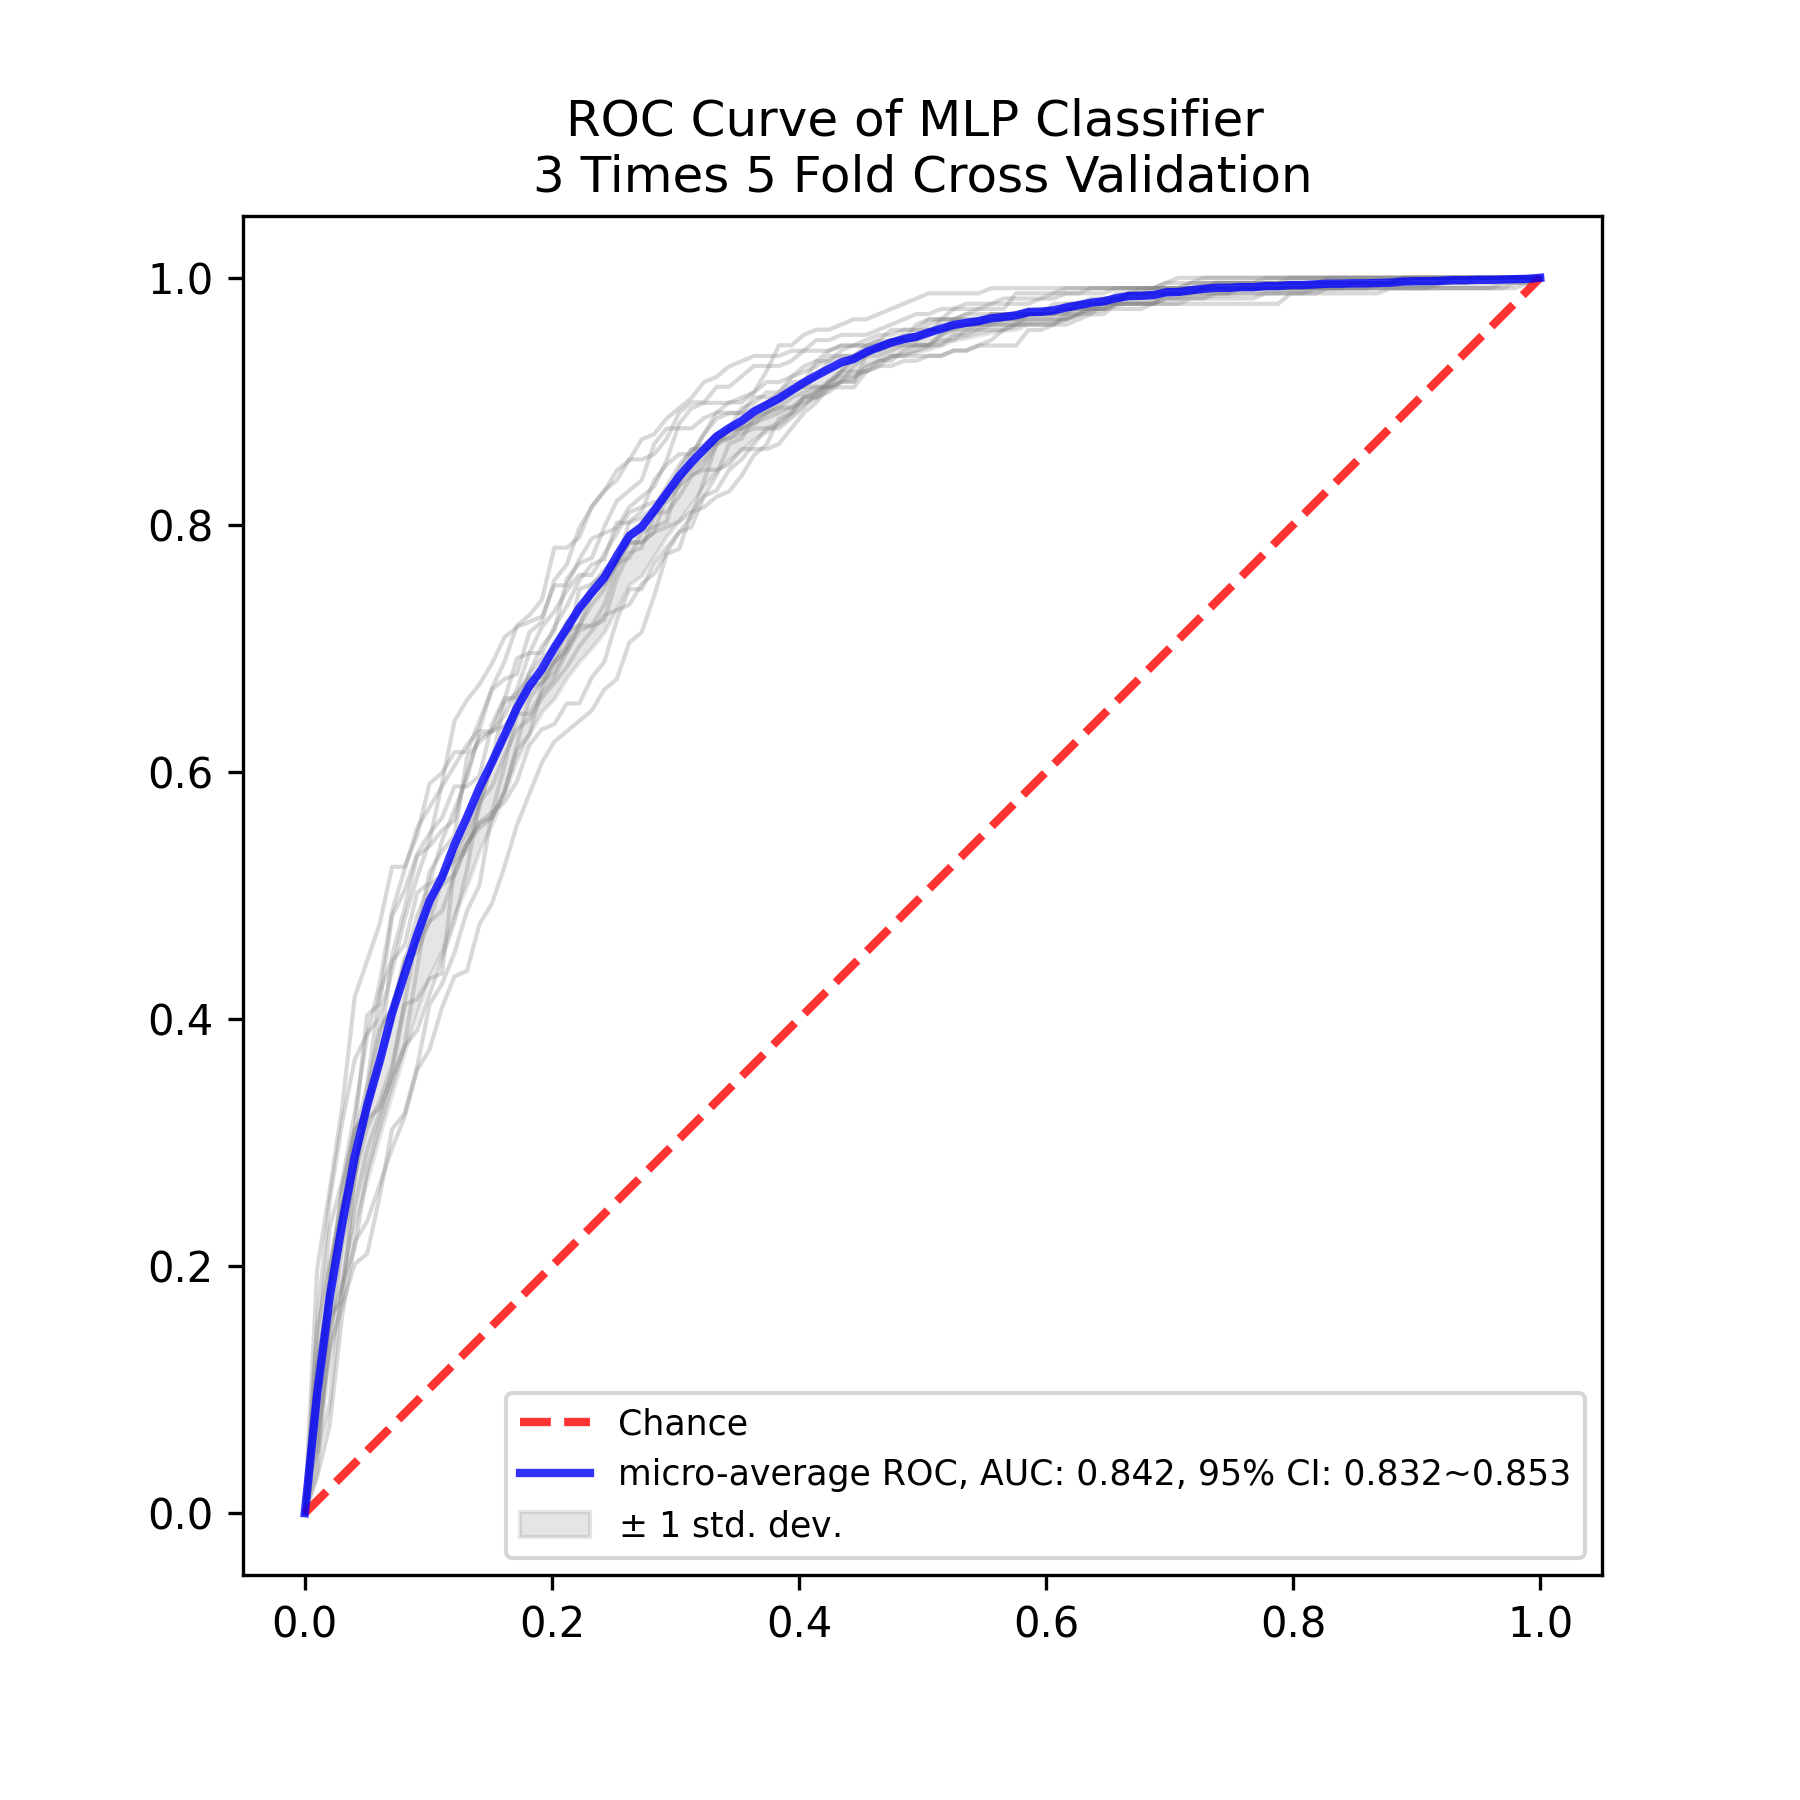 ROC Curve of MLP Classifier
3 Times 5 Fold Cross Validation
1.0
0.8
0.6
0.4
0.2
0.0
Chance
micro-average ROC, AUC: 0.842, 95% CI: 0.832~0.853
± 1 std. dev.
0.0 0.2 0.4 0.6 0.8 1.0